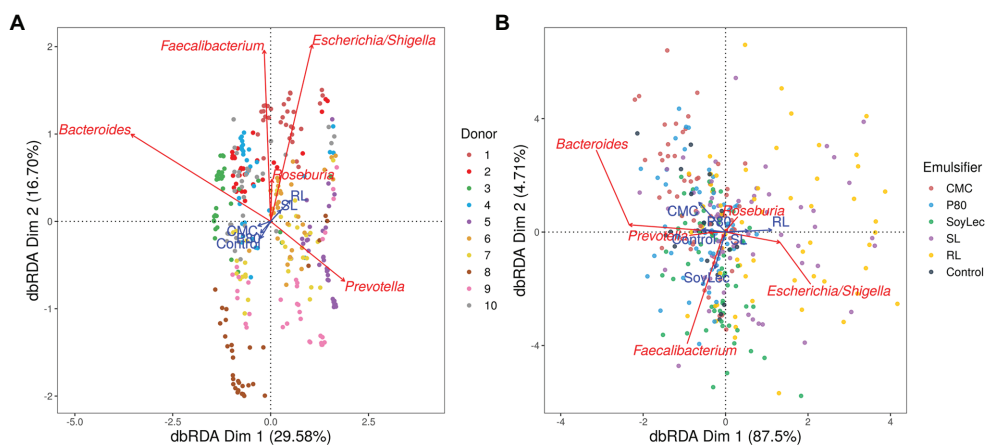 A
dbRDA Dim 2 (16.70%)
2
1
0
-1
-2
-5.0
-2.5
0.0
2.5
dbRDA Dim 1 (29.58%)
Faecalibacterium
Escherichia/Shigella
Bacteroides
Roseburia
RL
SL
CMC
P80
Control
Prevotella
Donor
1
2
3
4
5
6
7
8
9
10
B
dbRDA Dim 2 (4.71%)
4
0
-4
-4
-2
0
2
4
dbRDA Dim 1 (87.5%)
Bacteroides
CMC
Roseburia
P80
RL
Prevotella
Control
SL
SoyLec
Escherichia/Shigella
Faecalibacterium
Emulsifier
CMC
P80
SoyLec
SL
RL
Control